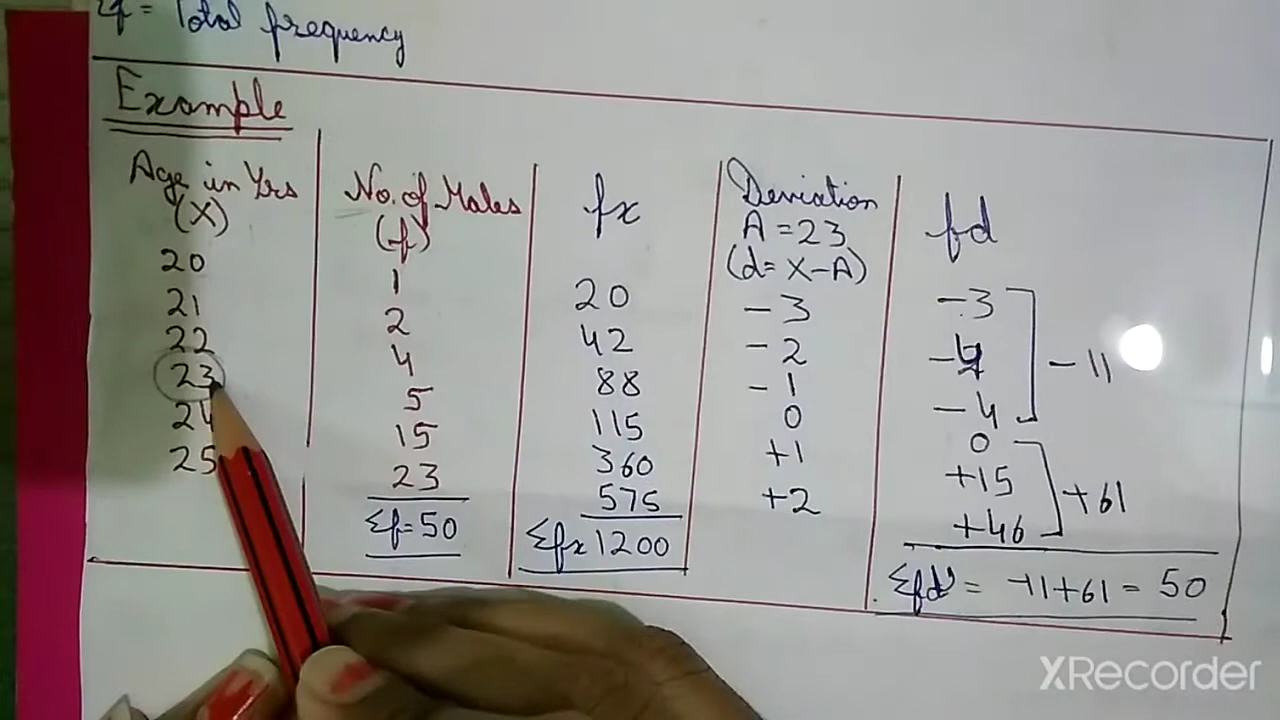 Σf = Total frequency
Example
Age in Yrs (X) | No. of Males (f) | fx | Deviation A = 23 (d = X-A) | fd
20 | 1 | 20 | -3 | -3
21 | 2 | 42 | -2 | -4
22 | 4 | 88 | -1 | -4
23 | 5 | 115 | 0 | 0
24 | 15 | 360 | +1 | +15
25 | 23 | 575 | +2 | +46
-11
+61
Σf=50 | Σfx 1200 | Σfd = -11+61 = 50
XRecorder